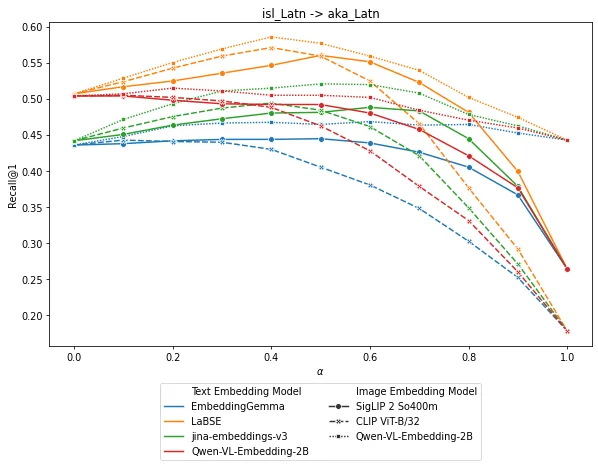 isl_Latn -> aka_Latn
0.60
0.55
0.50
0.45
0.40
0.35
0.30
0.25
0.20
Recall@1
0.0 0.2 0.4 0.6 0.8 1.0
α
Text Embedding Model Image Embedding Model
EmbeddingGemma SigLIP 2 So400m
LaBSE CLIP ViT-B/32
jina-embeddings-v3 Qwen-VL-Embedding-2B
Qwen-VL-Embedding-2B